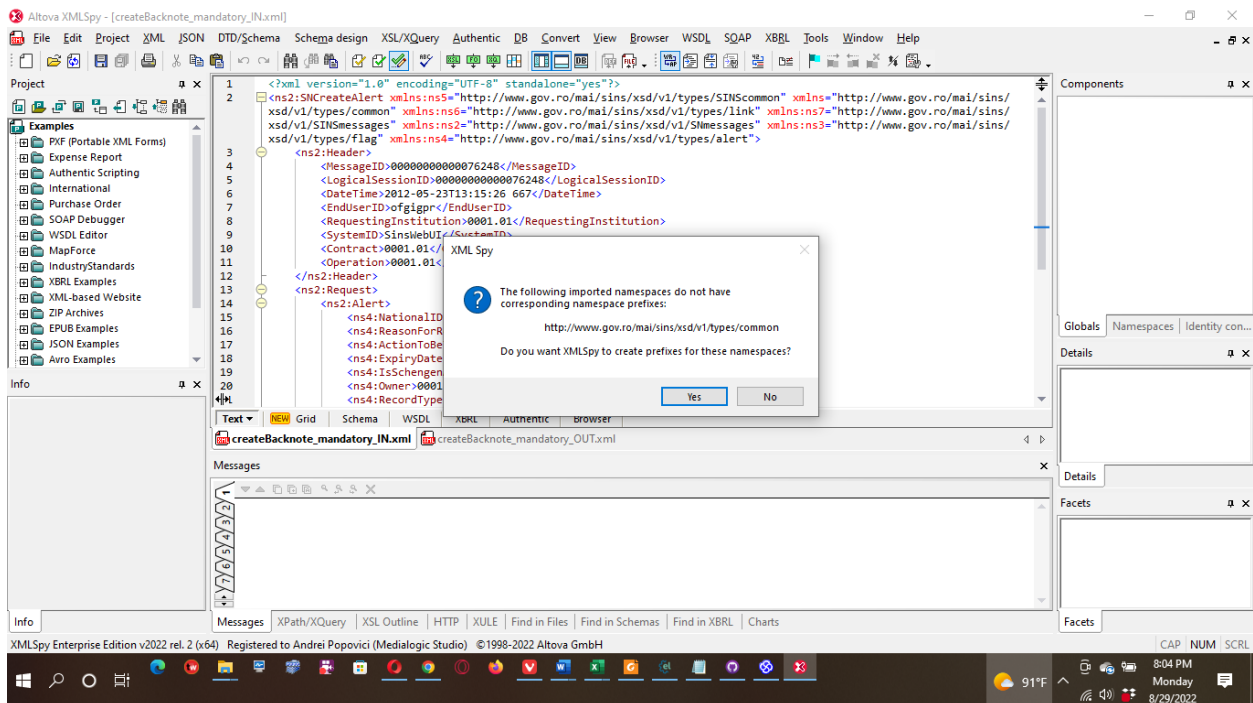 Altova XMLSpy - [createBacknote_mandatory_IN.xml]
File Edit Project XML JSON DTD/Schema Schema design XSL/XQuery Authentic DB Convert View Browser WSDL SOAP XBRL Tools Window Help
Project
Examples
PXF (Portable XML Forms)
Expense Report
Authentic Scripting
International
Purchase Order
SOAP Debugger
WSDL Editor
MapForce
IndustryStandards
XBRL Examples
XML-based Website
ZIP Archives
EPUB Examples
JSON Examples
Avro Examples
Info
Info
1 <?xml version="1.0" encoding="UTF-8" standalone="yes"?>
2 <ns2:SNCreateAlert xmlns:ns5="http://www.gov.ro/mai/sins/xsd/v1/types/SINScommon" xmlns="http://www.gov.ro/mai/sins/
xsd/v1/types/common" xmlns:ns6="http://www.gov.ro/mai/sins/xsd/v1/types/link" xmlns:ns7="http://www.gov.ro/mai/sins/
xsd/v1/SINSmessages" xmlns:ns2="http://www.gov.ro/mai/sins/xsd/v1/SNmessages" xmlns:ns3="http://www.gov.ro/mai/sins/
xsd/v1/types/flag" xmlns:ns4="http://www.gov.ro/mai/sins/xsd/v1/types/alert">
3 <ns2:Header>
4 <MessageID>00000000000076248</MessageID>
5 <LogicalSessionID>00000000000076248</LogicalSessionID>
6 <DateTime>2012-05-23T13:15:26 667</DateTime>
7 <EndUserID>ofgigpr</EndUserID>
8 <RequestingInstitution>0001.01</RequestingInstitution>
9 <SystemID>SinsWebUI</SystemID>
10 <Contract>0001.01</
11 <Operation>0001.01<
12 </ns2:Header>
13 <ns2:Request>
14 <ns2:Alert>
15 <ns4:NationalID
16 <ns4:ReasonForR
17 <ns4:ActionToBe
18 <ns4:ExpiryDate
19 <ns4:IsSchengen
20 <ns4:Owner>0001
<ns4:RecordType
XML Spy
The following imported namespaces do not have
corresponding namespace prefixes:
http://www.gov.ro/mai/sins/xsd/v1/types/common
Do you want XMLSpy to create prefixes for these namespaces?
Yes No
Text NEW Grid Schema WSDL XBRL Authentic Browser
createBacknote_mandatory_IN.xml createBacknote_mandatory_OUT.xml
Messages
1
2
3
4
5
6
7
Messages XPath/XQuery XSL Outline HTTP XULE Find in Files Find in Schemas Find in XBRL Charts
Components
Globals Namespaces Identity con...
Details
Details
Facets
Facets
XMLSpy Enterprise Edition v2022 rel. 2 (x64) Registered to Andrei Popovici (Medialogic Studio) ©1998-2022 Altova GmbH
CAP NUM SCRL
91°F
8:04 PM
Monday
8/29/2022